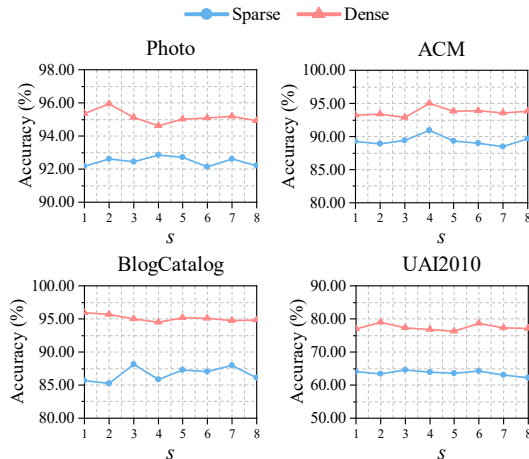 Sparse Dense
Photo
Accuracy (%)
98.00
96.00
94.00
92.00
90.00
1 2 3 4 5 6 7 8
s
ACM
Accuracy (%)
100.00
95.00
90.00
85.00
80.00
1 2 3 4 5 6 7 8
s
BlogCatalog
Accuracy (%)
100.00
95.00
90.00
85.00
80.00
1 2 3 4 5 6 7 8
s
UAI2010
Accuracy (%)
90.00
80.00
70.00
60.00
50.00
1 2 3 4 5 6 7 8
s